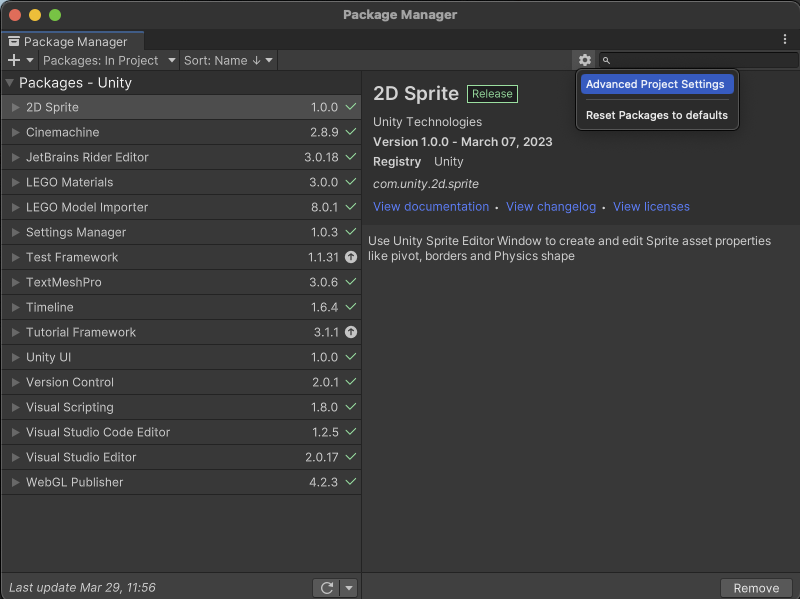 Package Manager
Package Manager
Packages: In Project
Sort: Name ↓
Packages - Unity
2D Sprite 1.0.0
Cinemachine 2.8.9
JetBrains Rider Editor 3.0.18
LEGO Materials 3.0.0
LEGO Model Importer 8.0.1
Settings Manager 1.0.3
Test Framework 1.1.31
TextMeshPro 3.0.6
Timeline 1.6.4
Tutorial Framework 3.1.1
Unity UI 1.0.0
Version Control 2.0.1
Visual Scripting 1.8.0
Visual Studio Code Editor 1.2.5
Visual Studio Editor 2.0.17
WebGL Publisher 4.2.3
Last update Mar 29, 11:56
Advanced Project Settings
Reset Packages to defaults
2D Sprite Release
Unity Technologies
Version 1.0.0 - March 07, 2023
Registry Unity
com.unity.2d.sprite
View documentation • View changelog • View licenses
Use Unity Sprite Editor Window to create and edit Sprite asset properties
like pivot, borders and Physics shape
Remove